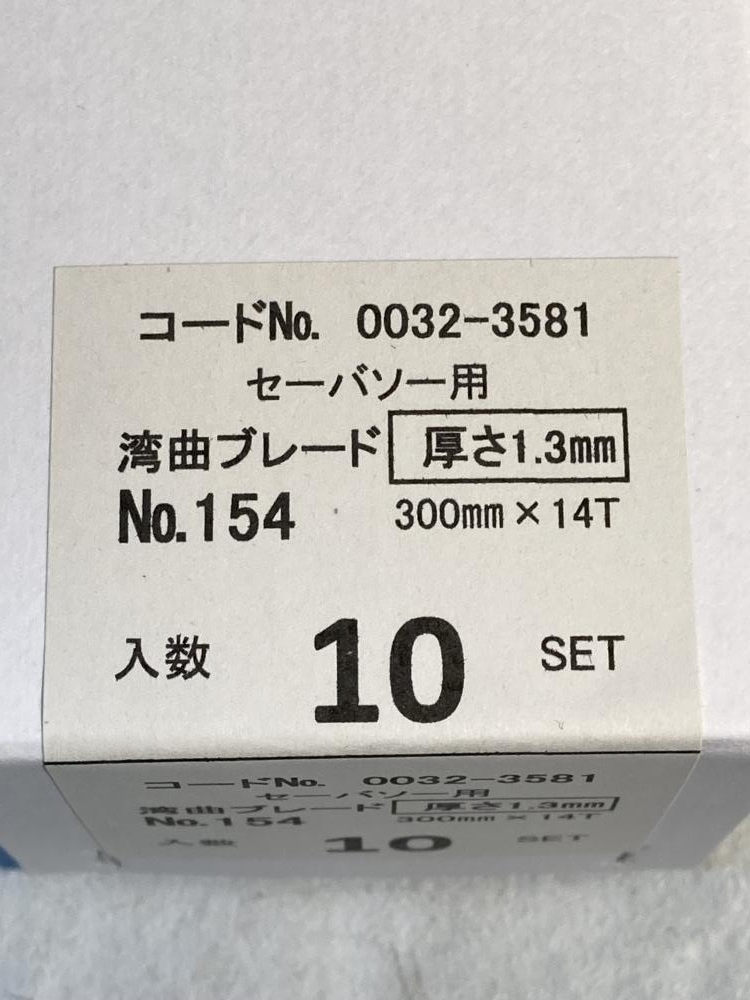 コードNo. 0032-3581
セーバソー用
湾曲ブレード 厚さ1.3mm
No.154 300mm×14T
入数 10 SET
コードNo. 0032-3581
セーバソー用
湾曲ブレード 厚さ1.3mm
No.154 300mm×14T
入数 10 SET